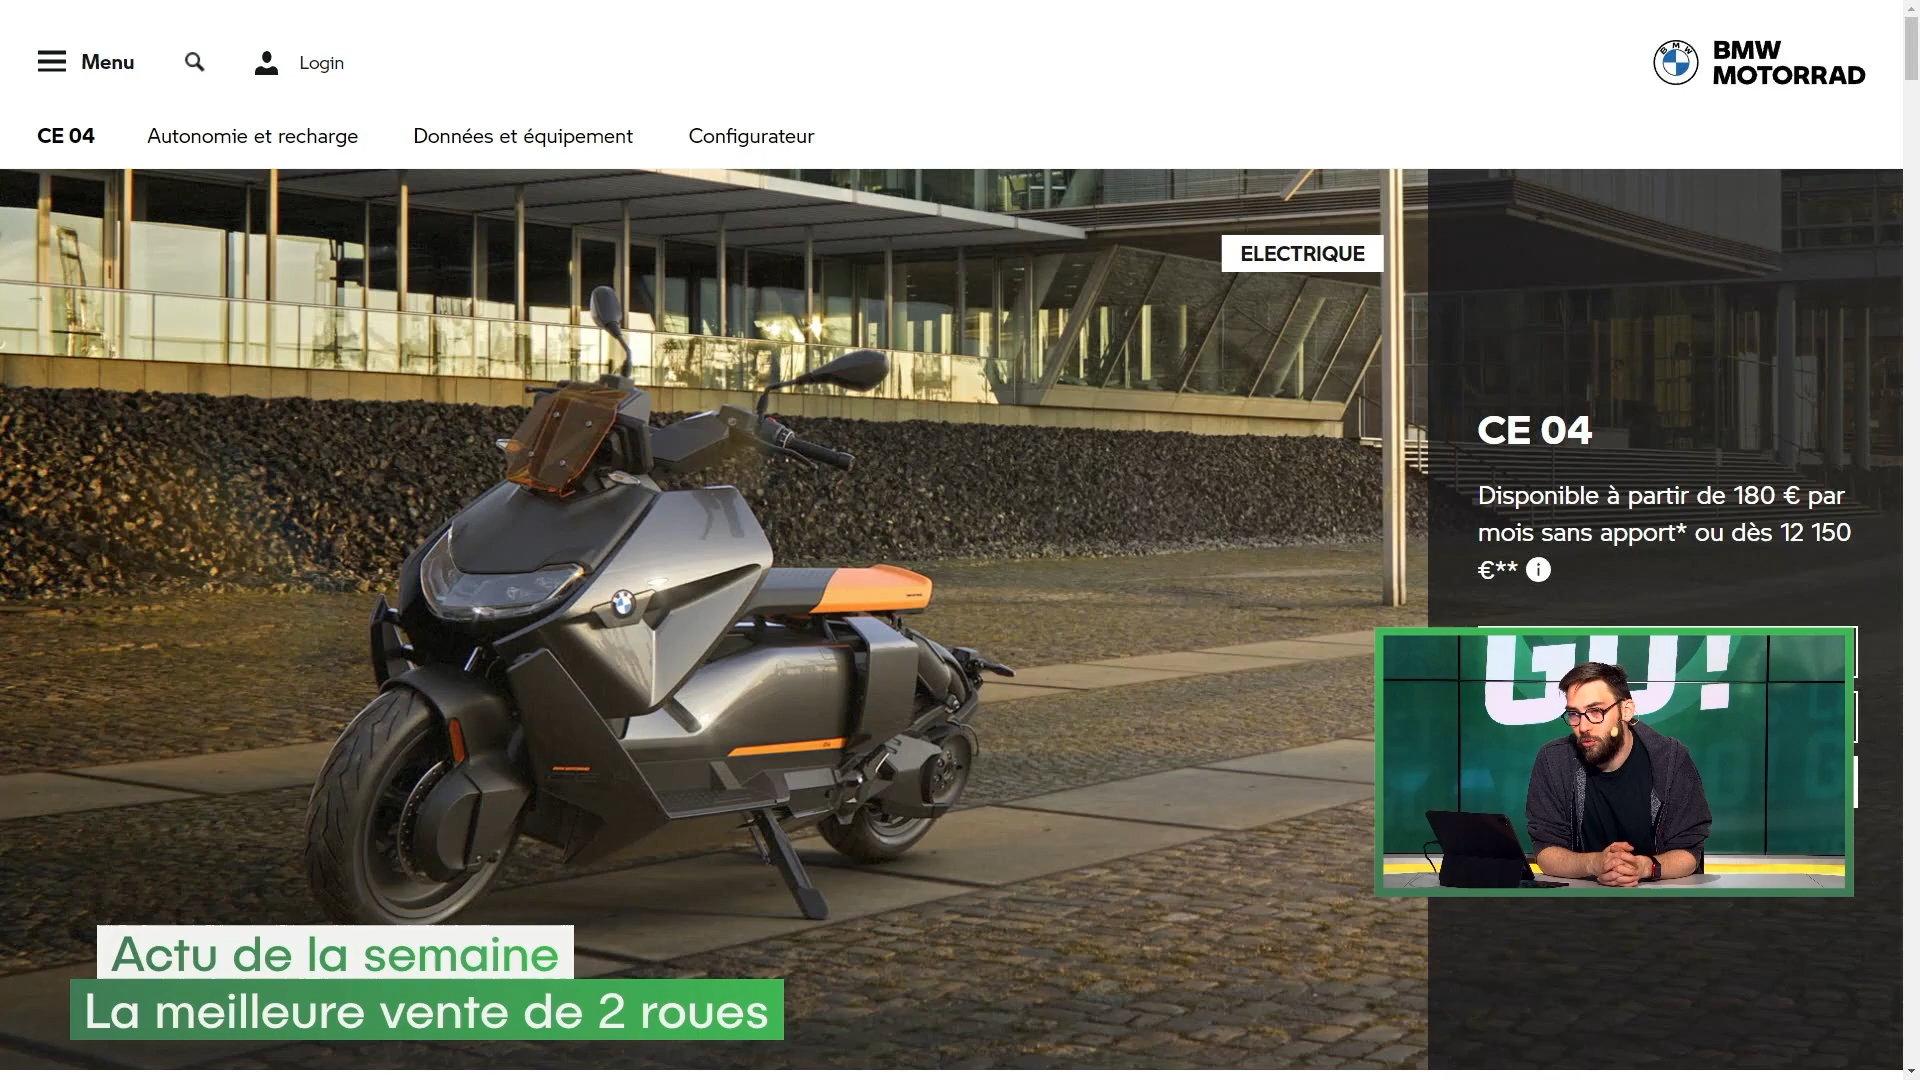 Menu
Login
BMW
MOTORRAD
CE 04
Autonomie et recharge
Données et équipement
Configurateur
ELECTRIQUE
CE 04
Disponible à partir de 180 € par
mois sans apport* ou dès 12 150
€** i
GO!
Actu de la semaine
La meilleure vente de 2 roues